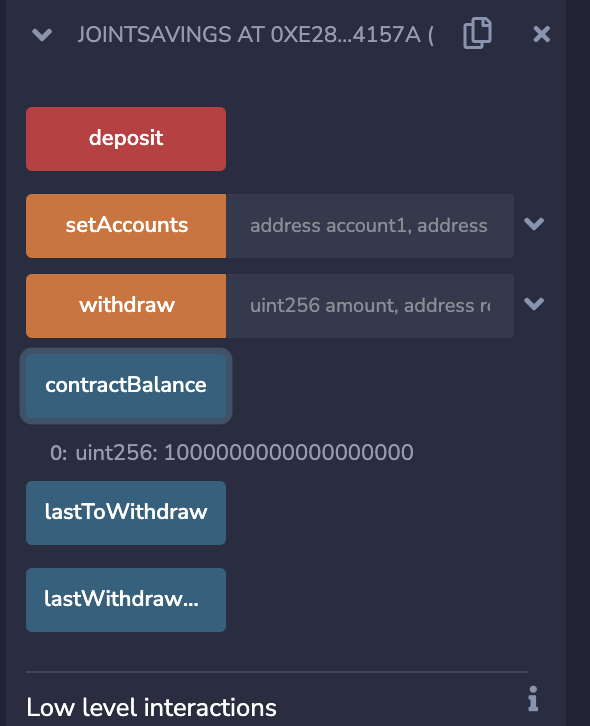 JOINTSAVINGS AT 0XE28...4157A (
deposit
setAccounts address account1, address
withdraw uint256 amount, address re
contractBalance
0: uint256: 1000000000000000000
lastToWithdraw
lastWithdraw...
Low level interactions